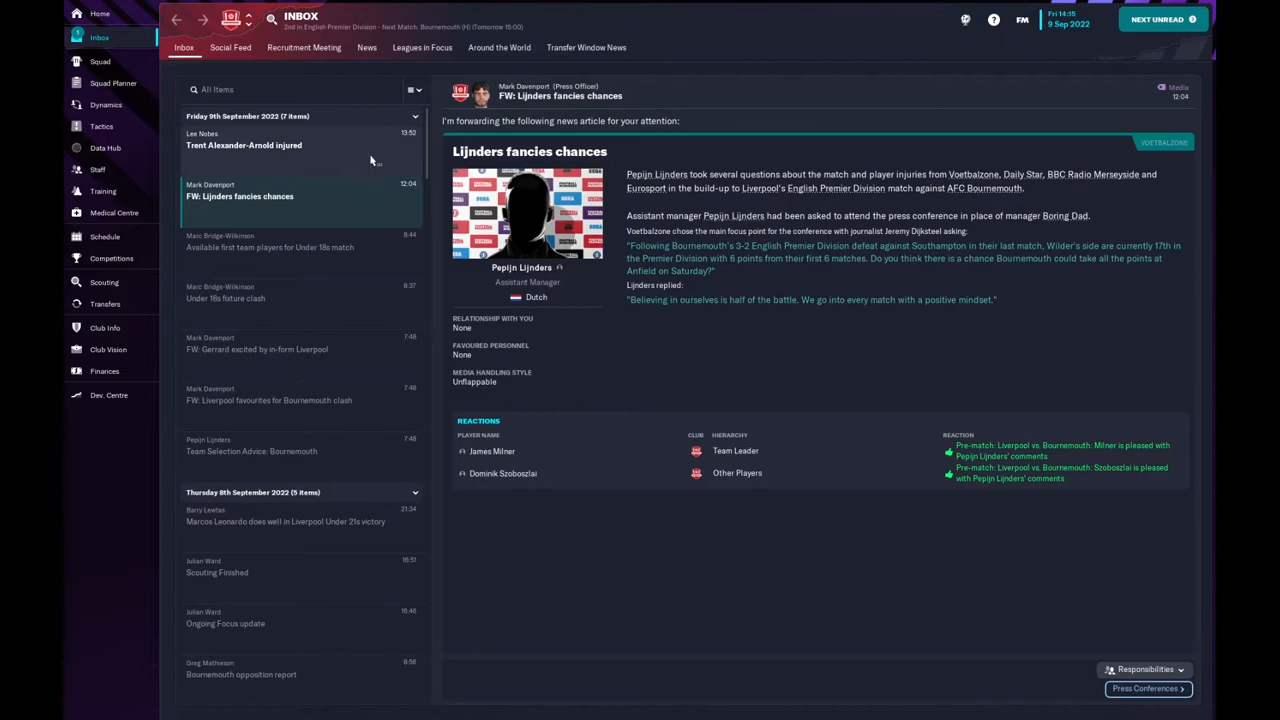 Home
INBOX
2nd in English Premier Division - Next Match: Bournemouth (H) (Tomorrow 15:00)
FM
Fri 14:15
9 Sep 2022
NEXT UNREAD
1
Inbox
Inbox
Social Feed
Recruitment Meeting
News
Leagues in Focus
Around the World
Transfer Window News
Squad
Squad Planner
Dynamics
Tactics
Data Hub
Staff
Training
Medical Centre
Schedule
Competitions
Scouting
Transfers
Club Info
Club Vision
Finances
Dev. Centre
All Items
Friday 9th September 2022 (7 items)
Lee Nobes
13:52
Trent Alexander-Arnold injured
Mark Davenport
12:04
FW: Lijnders fancies chances
Marc Bridge-Wilkinson
8:44
Available first team players for Under 18s match
Marc Bridge-Wilkinson
8:37
Under 18s fixture clash
Mark Davenport
7:48
FW: Gerrard excited by in-form Liverpool
Mark Davenport
7:48
FW: Liverpool favourites for Bournemouth clash
Pepijn Lijnders
7:48
Team Selection Advice: Bournemouth
Thursday 8th September 2022 (5 items)
Barry Lewtas
21:34
Marcos Leonardo does well in Liverpool Under 21s victory
Julian Ward
16:51
Scouting Finished
Julian Ward
16:48
Ongoing Focus update
Greg Mathieson
8:56
Bournemouth opposition report
Mark Davenport (Press Officer)
FW: Lijnders fancies chances
Media
12:04
I'm forwarding the following news article for your attention:
VOETBALZONE
Lijnders fancies chances
Pepijn Lijnders
Assistant Manager
Dutch
RELATIONSHIP WITH YOU
None
FAVOURED PERSONNEL
None
MEDIA HANDLING STYLE
Unflappable
Pepijn Lijnders took several questions about the match and player injuries from Voetbalzone, Daily Star, BBC Radio Merseyside and
Eurosport in the build-up to Liverpool's English Premier Division match against AFC Bournemouth.
Assistant manager Pepijn Lijnders had been asked to attend the press conference in place of manager Boring Dad.
Voetbalzone chose the main focus point for the conference with journalist Jeremy Dijksteel asking:
"Following Bournemouth's 3-2 English Premier Division defeat against Southampton in their last match, Wilder's side are currently 17th in
the Premier Division with 6 points from their first 6 matches. Do you think there is a chance Bournemouth could take all the points at
Anfield on Saturday?"
Lijnders replied:
"Believing in ourselves is half of the battle. We go into every match with a positive mindset."
REACTIONS
PLAYER NAME
CLUB
HIERARCHY
REACTION
James Milner
Team Leader
Pre-match: Liverpool vs. Bournemouth: Milner is pleased with
Pepijn Lijnders' comments
Dominik Szoboszlai
Other Players
Pre-match: Liverpool vs. Bournemouth: Szoboszlai is pleased
with Pepijn Lijnders' comments
Responsibilities
Press Conferences